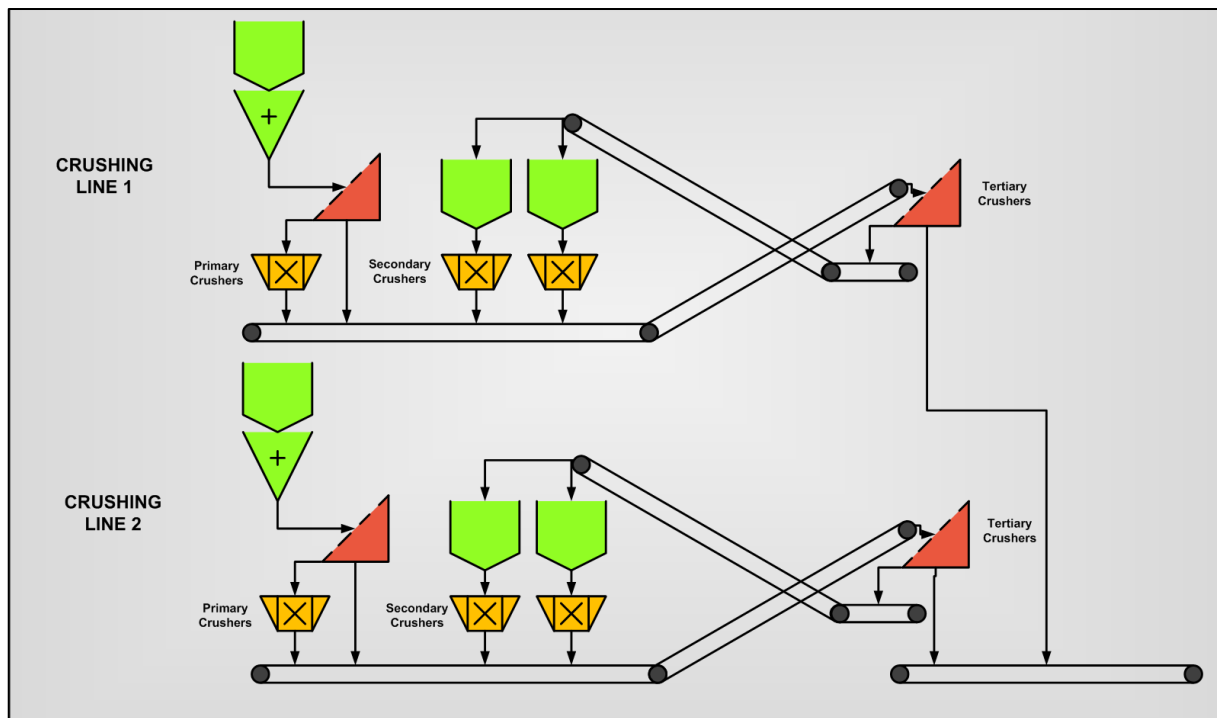 CRUSHING
LINE 1
Primary
Crushers
Secondary
Crushers
Tertiary
Crushers
CRUSHING
LINE 2
Primary
Crushers
Secondary
Crushers
Tertiary
Crushers